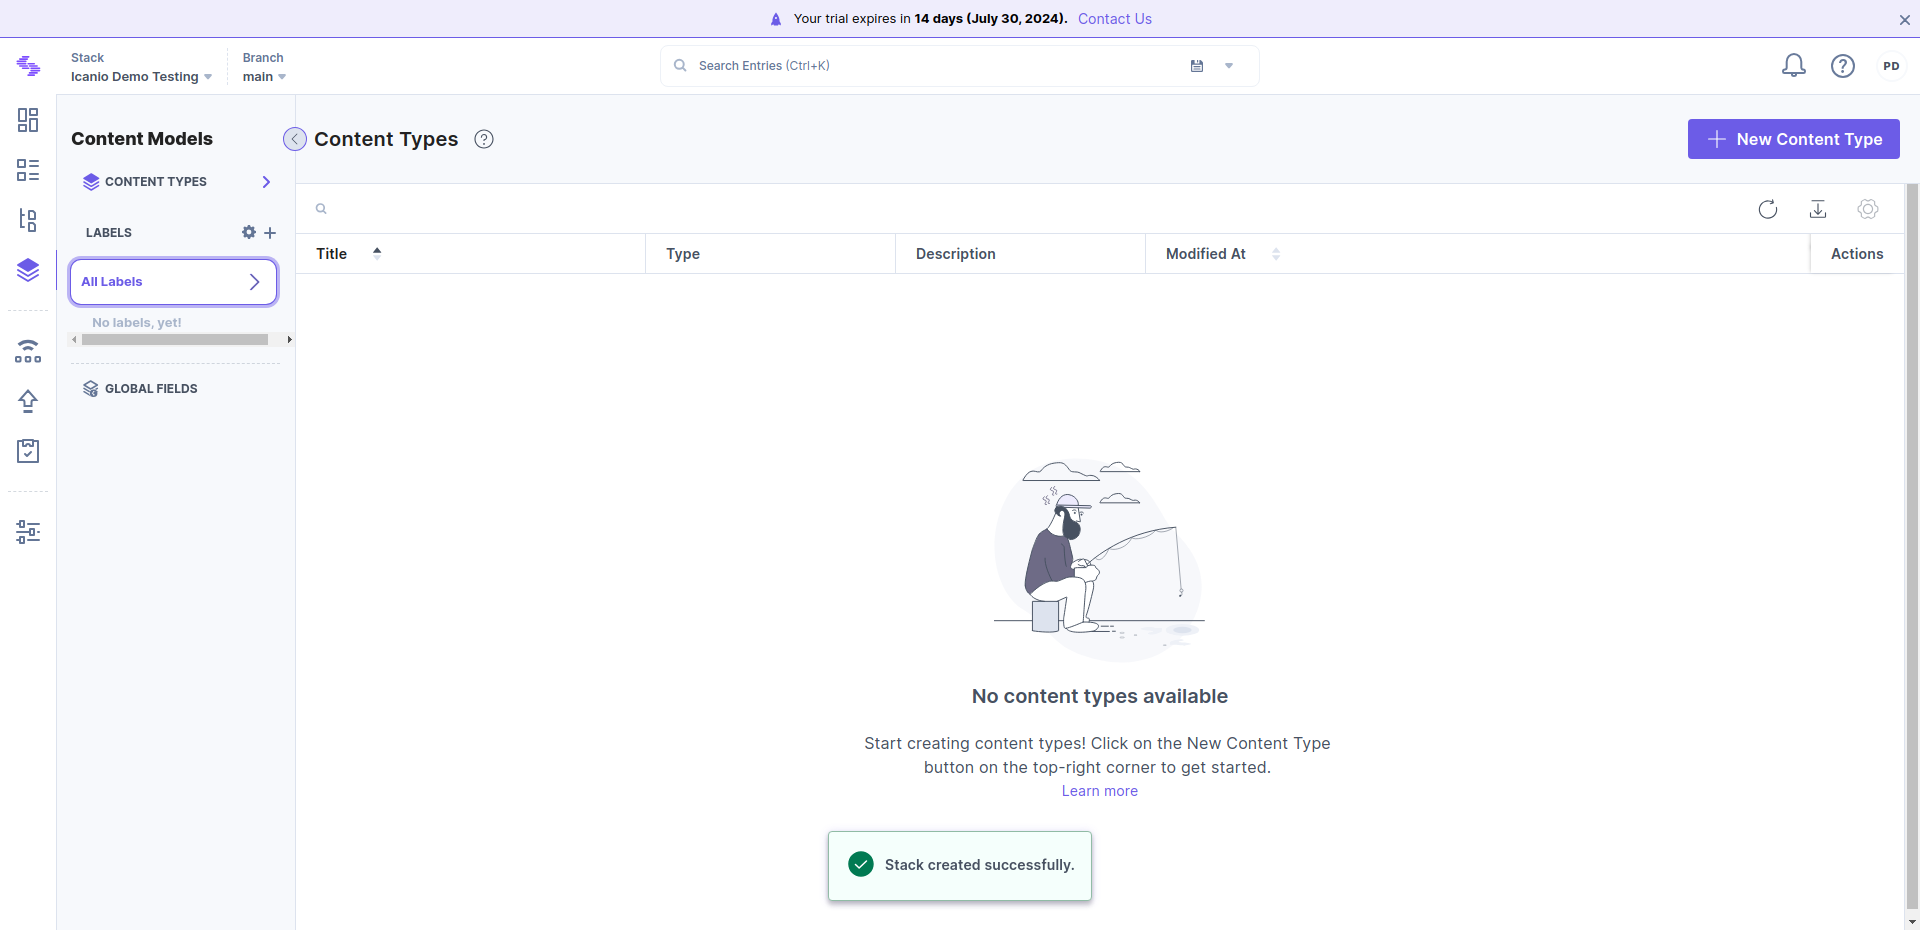 Your trial expires in 14 days (July 30, 2024). Contact Us
Stack
Icanio Demo Testing
Branch
main
Search Entries (Ctrl+K)
PD
Content Models
CONTENT TYPES
LABELS
All Labels
No labels, yet!
GLOBAL FIELDS
Content Types
New Content Type
Title
Type
Description
Modified At
Actions
No content types available
Start creating content types! Click on the New Content Type
button on the top-right corner to get started.
Learn more
Stack created successfully.